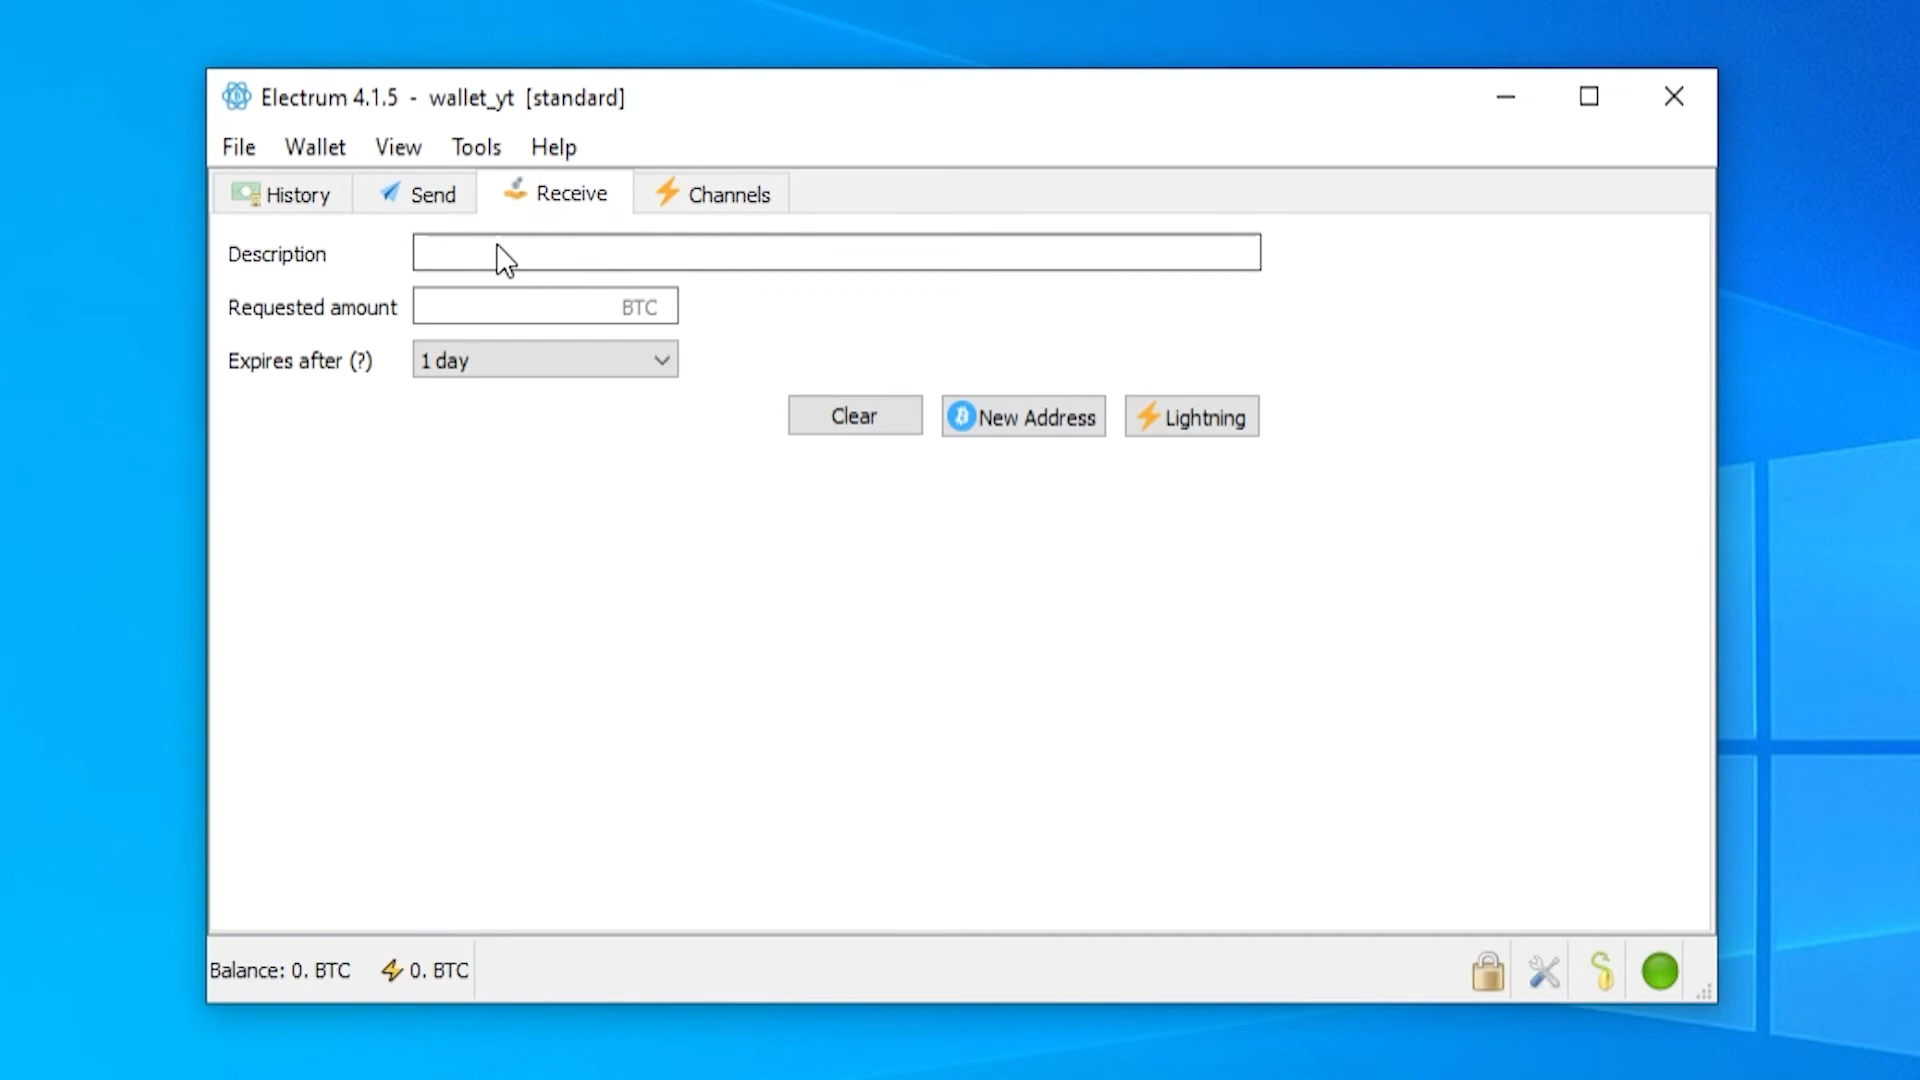 Electrum 4.1.5 - wallet_yt [standard]
File Wallet View Tools Help
History Send Receive Channels
Description
Requested amount BTC
Expires after (?) 1 day
Clear New Address Lightning
Balance: 0. BTC 0. BTC